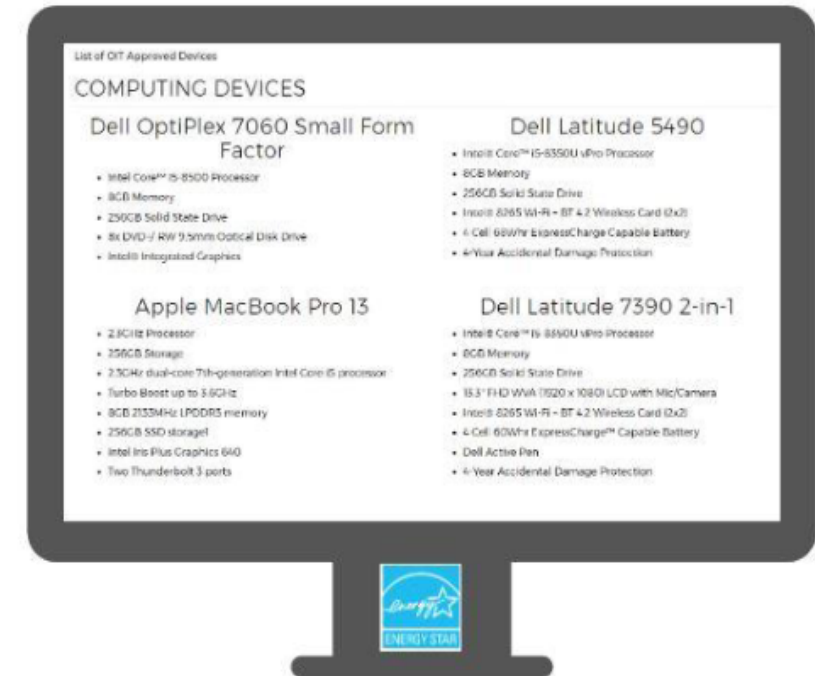 List of OIT Approved Devices
COMPUTING DEVICES
Dell OptiPlex 7060 Small Form
Factor
• Intel Core™ i5-8500 Processor
• 8GB Memory
• 256GB Solid State Drive
• 8x DVD-/ RW 9.5mm Optical Disk Drive
• Intel® Integrated Graphics
Dell Latitude 5490
• Intel® Core™ i5-8350U vPro Processor
• 8GB Memory
• 256GB Solid State Drive
• Intel® 8265 Wi-Fi + BT 4.2 Wireless Card (2x2)
• 4 Cell 68Whr ExpressCharge Capable Battery
• 4-Year Accidental Damage Protection
Apple MacBook Pro 13
• 2.3GHz Processor
• 256GB Storage
• 2.3GHz dual-core 7th-generation Intel Core i5 processor
• Turbo Boost up to 3.6GHz
• 8GB 2133MHz LPDDR3 memory
• 256GB SSD storage1
• Intel Iris Plus Graphics 640
• Two Thunderbolt 3 ports
Dell Latitude 7390 2-in-1
• Intel® Core™ i5-8350U vPro Processor
• 8GB Memory
• 256GB Solid State Drive
• 13.3" FHD WVA (1920 x 1080) LCD with Mic/Camera
• Intel® 8265 Wi-Fi + BT 4.2 Wireless Card (2x2)
• 4 Cell 60Whr ExpressCharge™ Capable Battery
• Dell Active Pen
• 4-Year Accidental Damage Protection
energy
ENERGY STAR